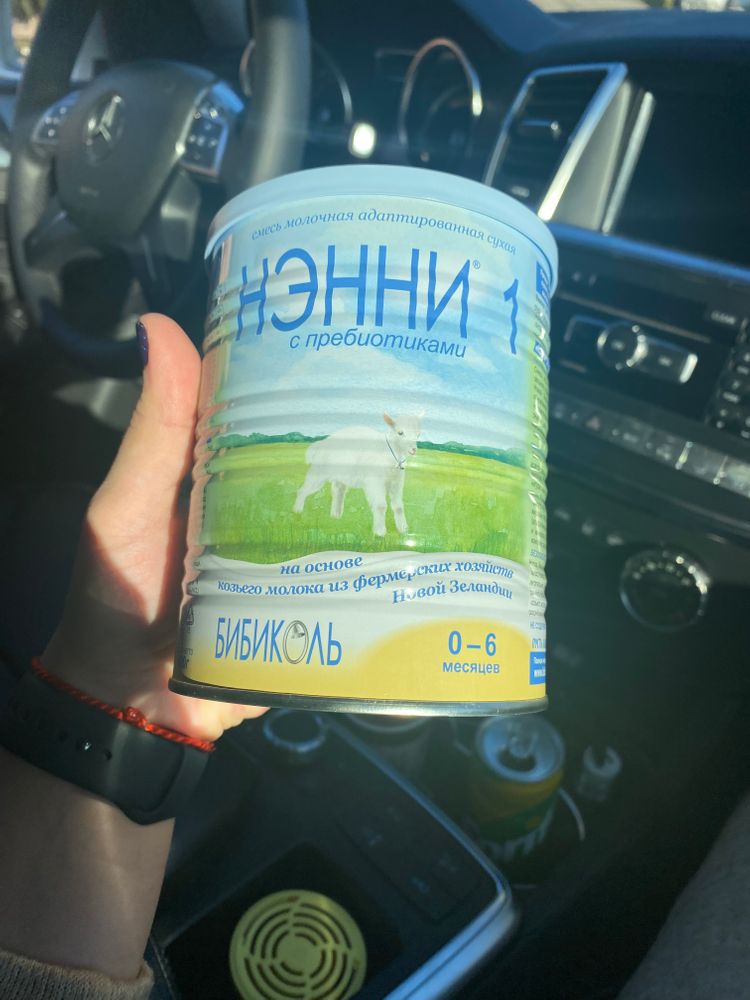 смесь молочная адаптированная сухая
НЭННИ® 1
с пребиотиками
на основе
козьего молока из фермерских хозяйств
Новой Зеландии
БИБИКОЛЬ
0–6
месяцев
CLEAR